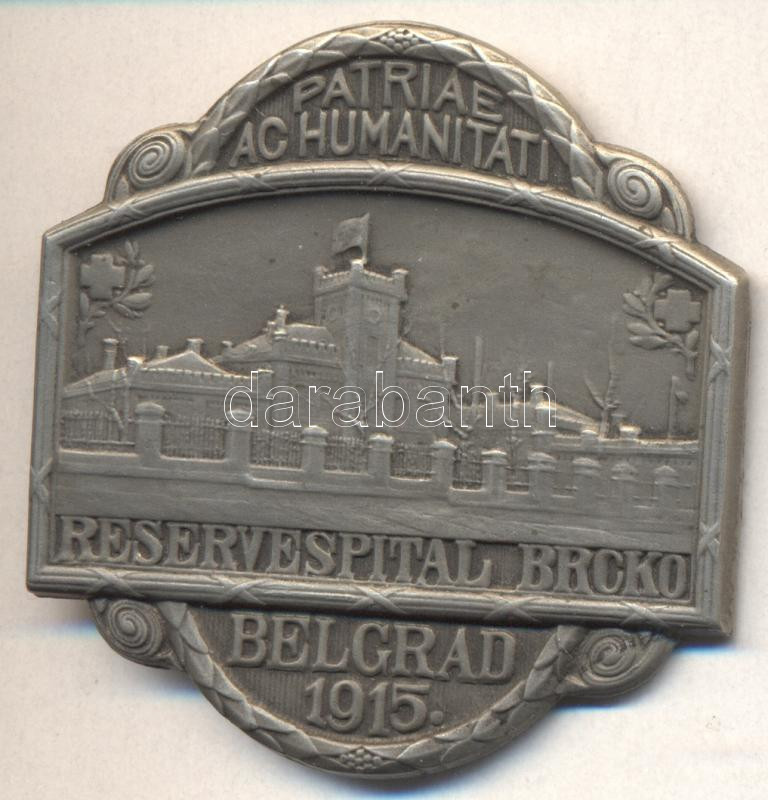 PATRIAE
AC HUMANITATI
darabanth
RESERVESPITAL BRCKO
BELGRAD
1915.